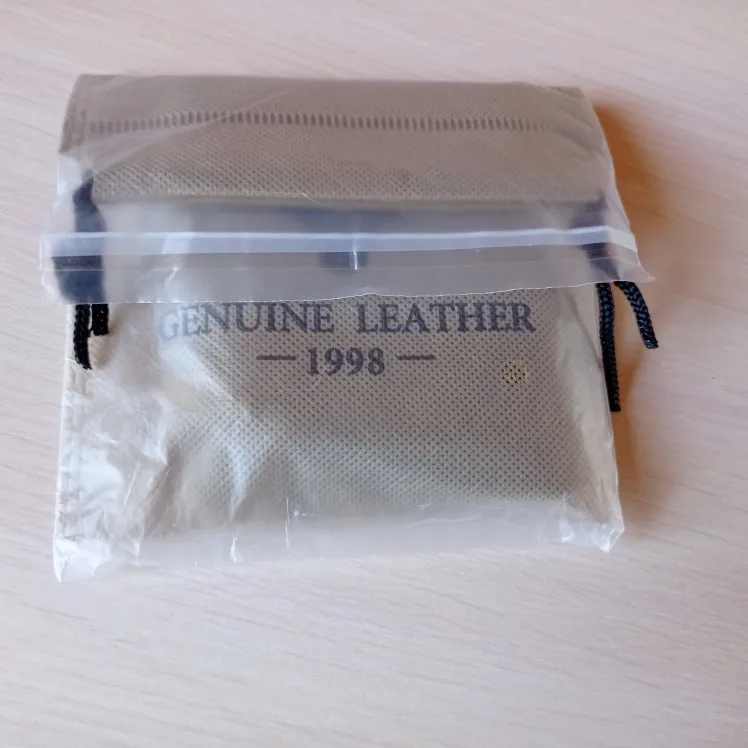 GENUINE LEATHER
— 1998 —